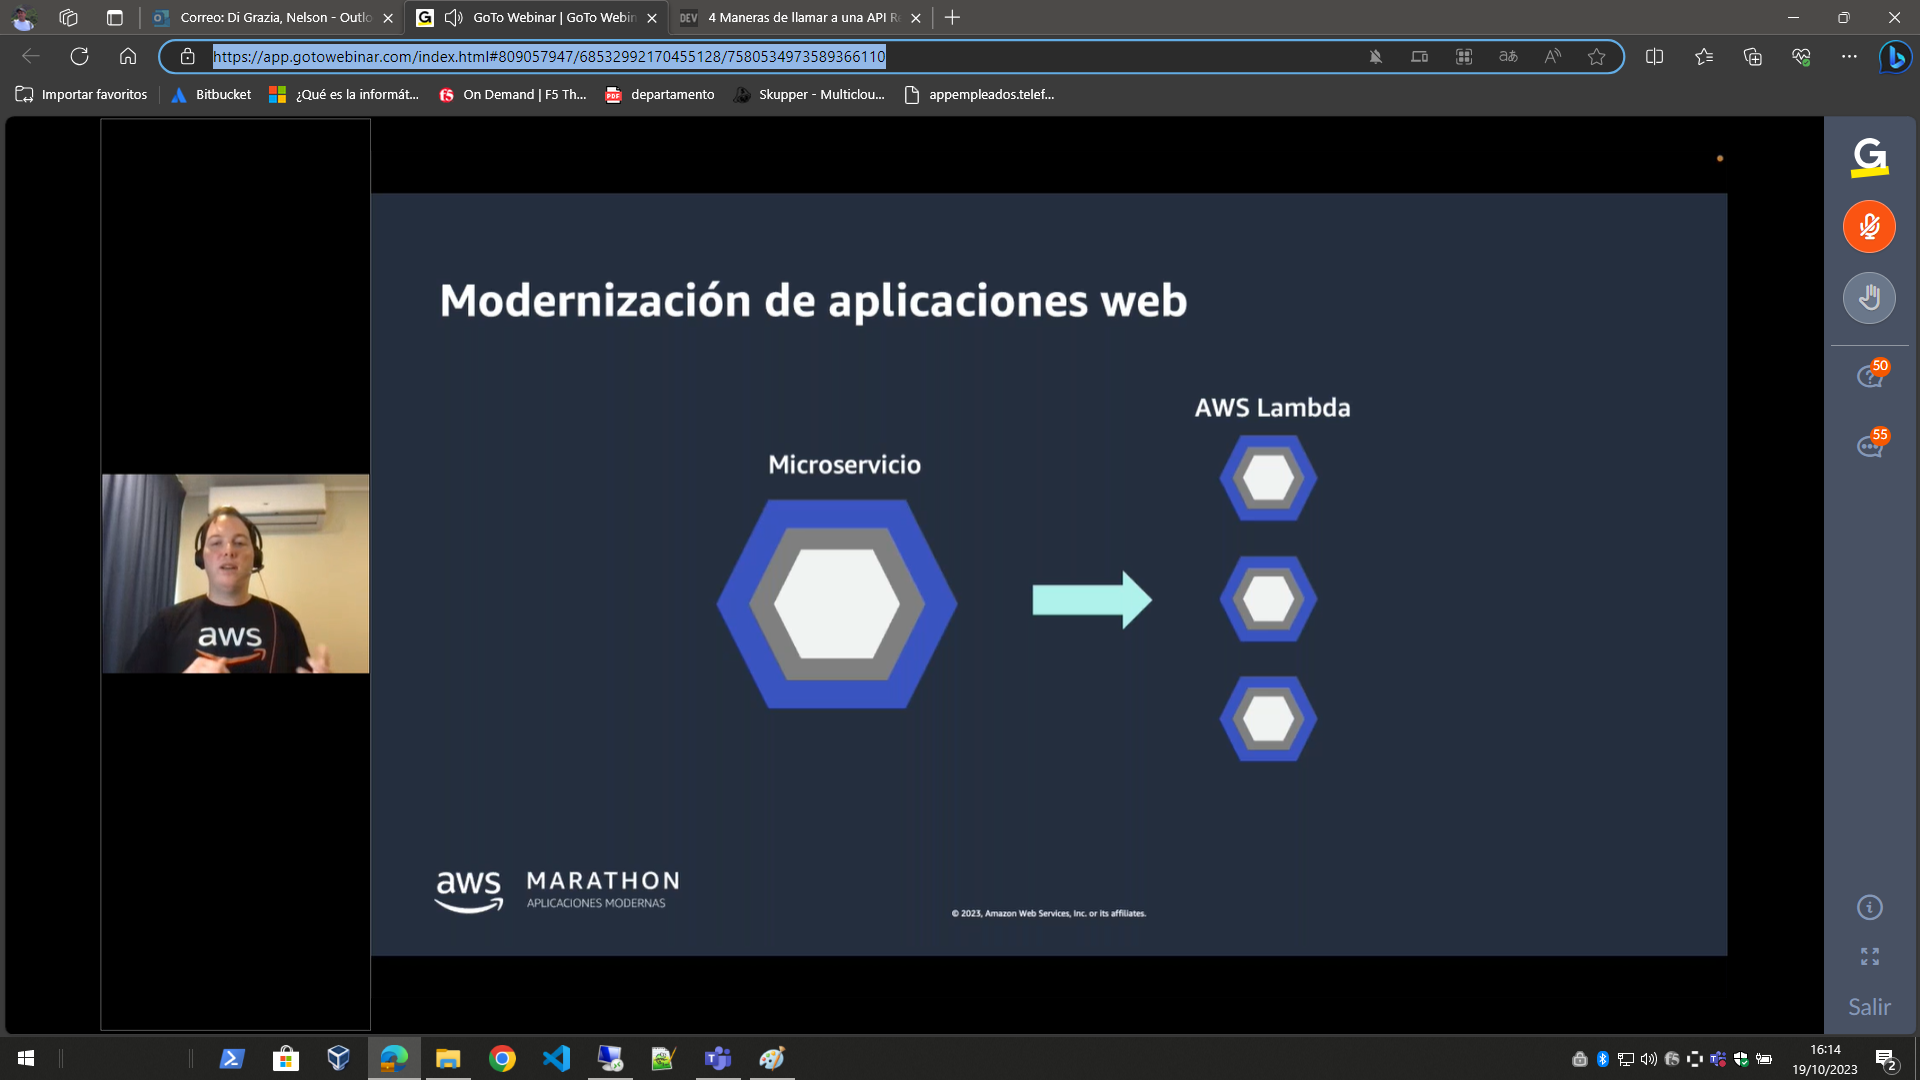 Correo: Di Grazia, Nelson - Outlo
GoTo Webinar | GoTo Webin
DEV
4 Maneras de llamar a una API Re
https://app.gotowebinar.com/index.html#809057947/68532992170455128/7580534973589366110
Importar favoritos
Bitbucket
¿Qué es la informát...
On Demand | F5 Th...
departamento
Skupper - Multiclou...
appempleados.telef...
Modernización de aplicaciones web
AWS Lambda
Microservicio
aws
aws
MARATHON
APLICACIONES MODERNAS
© 2023, Amazon Web Services, Inc. or its affiliates.
50
55
Salir
16:14
19/10/2023
2